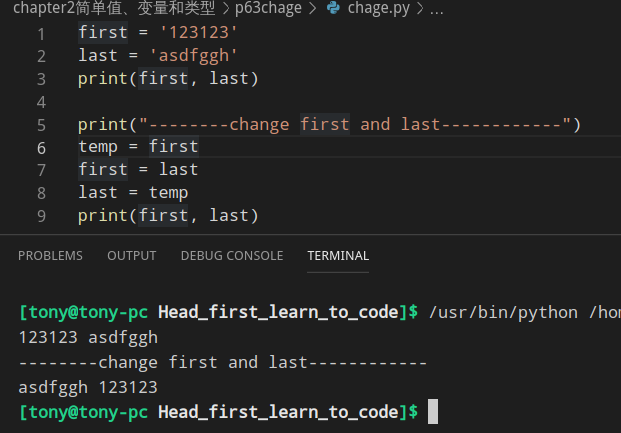 chapter2简单值、变量和类型 > p63chage > chage.py > ...
1 first = '123123'
2 last = 'asdfggh'
3 print(first, last)
4
5 print("--------change first and last------------")
6 temp = first
7 first = last
8 last = temp
9 print(first, last)
PROBLEMS OUTPUT DEBUG CONSOLE TERMINAL
[tony@tony-pc Head_first_learn_to_code]$ /usr/bin/python /hom
123123 asdfggh
--------change first and last------------
asdfggh 123123
[tony@tony-pc Head_first_learn_to_code]$